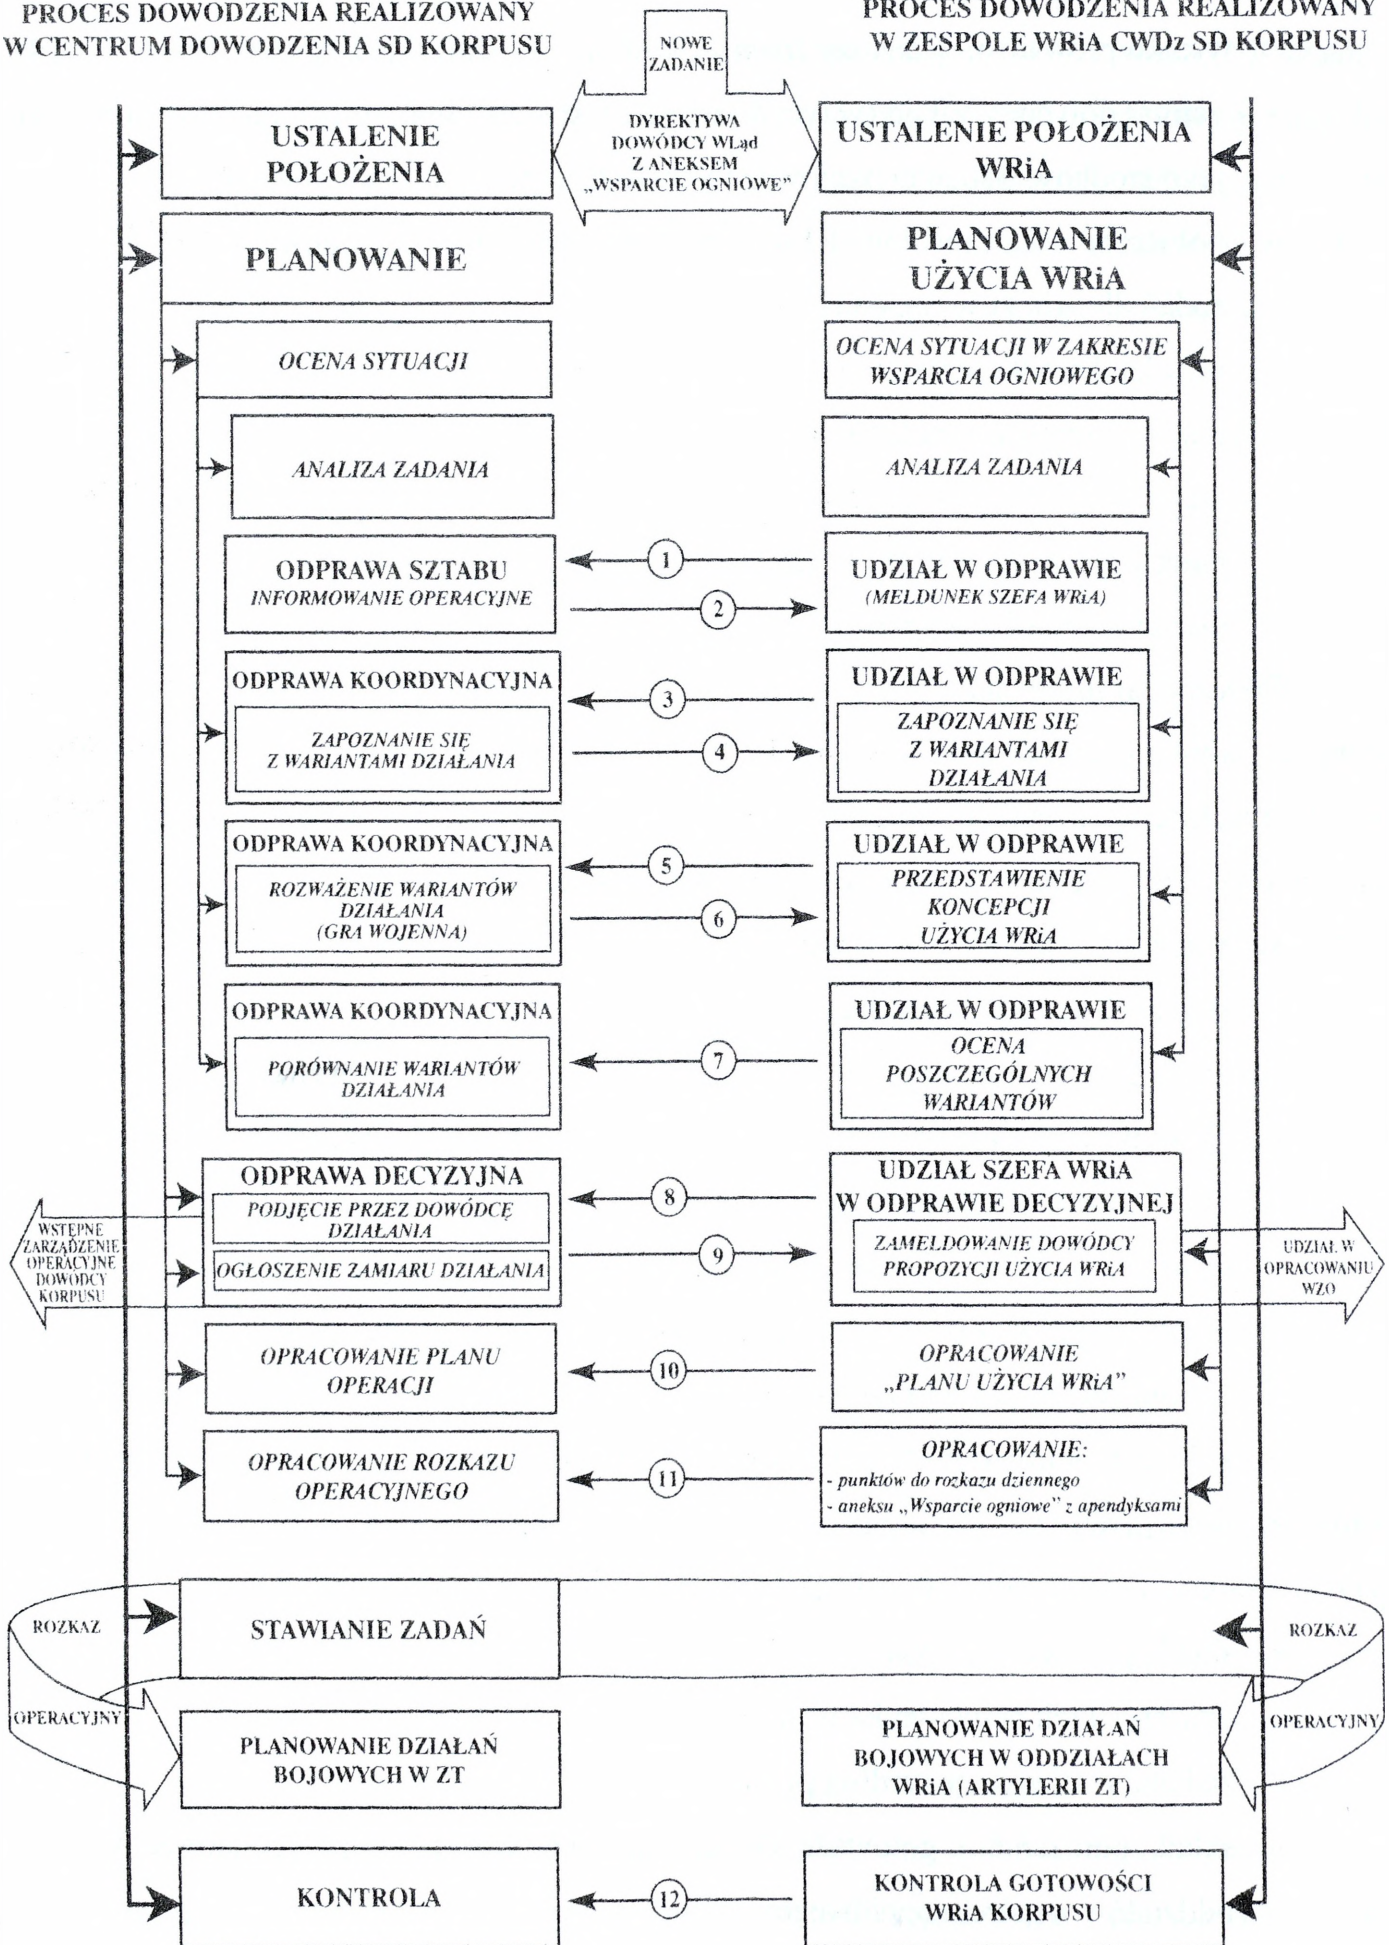 PROCES DOWODZENIA REALIZOWANY
W CENTRUM DOWODZENIA SD KORPUSU
PROCES DOWODZENIA REALIZOWANY
W ZESPOLE WRiA CWDz SD KORPUSU
NOWE
ZADANIE
USTALENIE
POŁOŻENIA
DYREKTYWA
DOWÓDCY WLąd
Z ANEKSEM
„WSPARCIE OGNIOWE”
USTALENIE POŁOŻENIA
WRiA
PLANOWANIE
PLANOWANIE
UŻYCIA WRiA
OCENA SYTUACJI
OCENA SYTUACJI W ZAKRESIE
WSPARCIA OGNIOWEGO
ANALIZA ZADANIA
ANALIZA ZADANIA
ODPRAWA SZTABU
INFORMOWANIE OPERACYJNE
1
2
UDZIAŁ W ODPRAWIE
(MELDUNEK SZEFA WRiA)
ODPRAWA KOORDYNACYJNA
ZAPOZNANIE SIĘ
Z WARIANTAMI DZIAŁANIA
3
4
UDZIAŁ W ODPRAWIE
ZAPOZNANIE SIĘ
Z WARIANTAMI
DZIAŁANIA
ODPRAWA KOORDYNACYJNA
ROZWAŻENIE WARIANTÓW
DZIAŁANIA
(GRA WOJENNA)
5
6
UDZIAŁ W ODPRAWIE
PRZEDSTAWIENIE
KONCEPCJI
UŻYCIA WRiA
ODPRAWA KOORDYNACYJNA
PORÓWNANIE WARIANTÓW
DZIAŁANIA
7
UDZIAŁ W ODPRAWIE
OCENA
POSZCZEGÓLNYCH
WARIANTÓW
WSTĘPNE
ZARZĄDZENIE
OPERACYJNE
DOWÓDCY
KORPUSU
ODPRAWA DECYZYJNA
PODJĘCIE PRZEZ DOWÓDCĘ
DZIAŁANIA
OGŁOSZENIE ZAMIARU DZIAŁANIA
8
9
UDZIAŁ SZEFA WRiA
W ODPRAWIE DECYZYJNEJ
ZAMELDOWANIE DOWÓDCY
PROPOZYCJI UŻYCIA WRiA
UDZIAŁ W
OPRACOWANIU
WZO
OPRACOWANIE PLANU
OPERACJI
10
OPRACOWANIE
„PLANU UŻYCIA WRiA”
OPRACOWANIE ROZKAZU
OPERACYJNEGO
11
OPRACOWANIE:
- punktów do rozkazu dziennego
- aneksu „Wsparcie ogniowe” z apendyksami
ROZKAZ
STAWIANIE ZADAŃ
ROZKAZ
OPERACYJNY
PLANOWANIE DZIAŁAŃ
BOJOWYCH W ZT
PLANOWANIE DZIAŁAŃ
BOJOWYCH W ODDZIAŁACH
WRiA (ARTYLERII ZT)
OPERACYJNY
KONTROLA
12
KONTROLA GOTOWOŚCI
WRiA KORPUSU